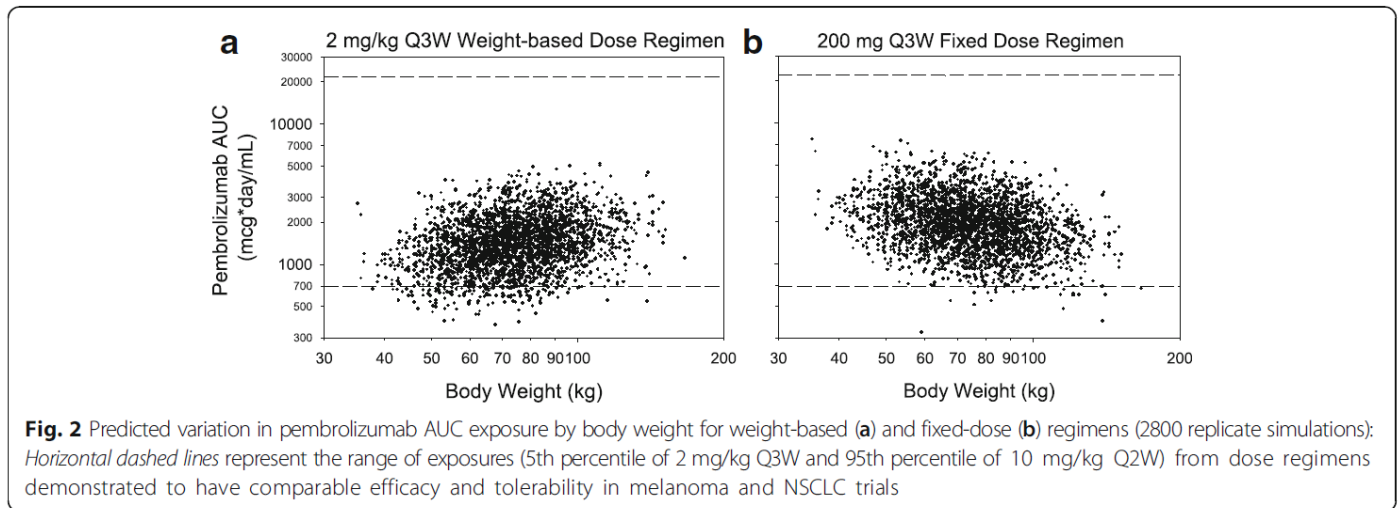 a 2 mg/kg Q3W Weight-based Dose Regimen
b 200 mg Q3W Fixed Dose Regimen
Pembrolizumab AUC
(mcg*day/mL)
30000
20000
10000
7000
5000
3000
2000
1000
700
500
300
30 40 50 60 70 80 90 100 200
30 40 50 60 70 80 90 100 200
Body Weight (kg)
Body Weight (kg)
Fig. 2 Predicted variation in pembrolizumab AUC exposure by body weight for weight-based (a) and fixed-dose (b) regimens (2800 replicate simulations):
Horizontal dashed lines represent the range of exposures (5th percentile of 2 mg/kg Q3W and 95th percentile of 10 mg/kg Q2W) from dose regimens
demonstrated to have comparable efficacy and tolerability in melanoma and NSCLC trials